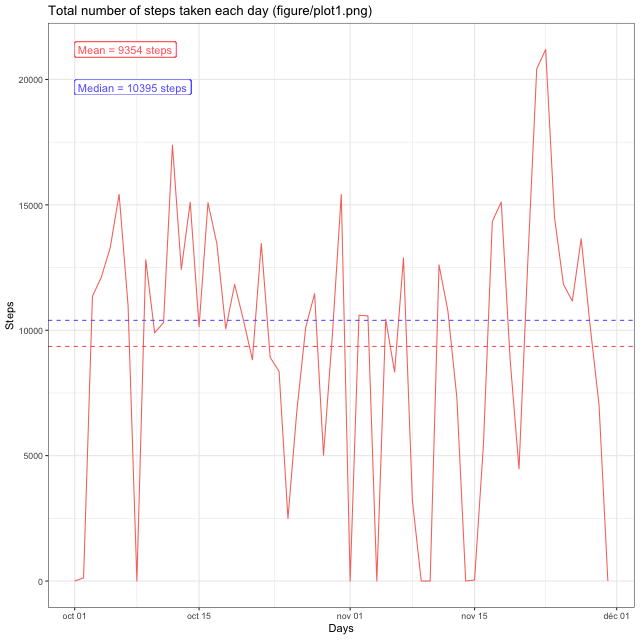 Total number of steps taken each day (figure/plot1.png)
Mean = 9354 steps
Median = 10395 steps
20000
15000
10000
5000
0
Steps
oct 01
oct 15
nov 01
nov 15
déc 01
Days